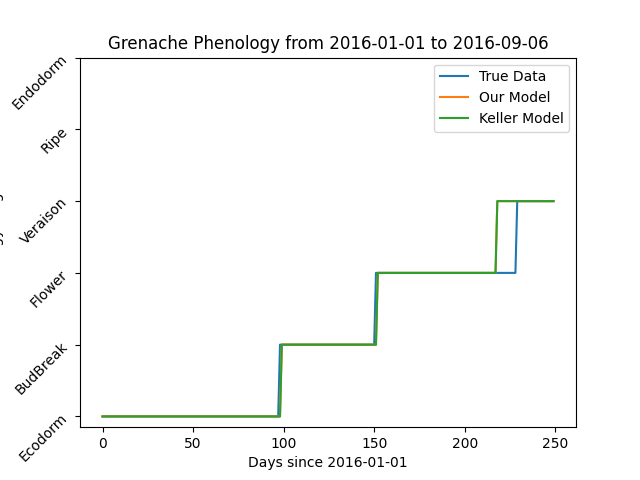 Grenache Phenology from 2016-01-01 to 2016-09-06
True Data
Our Model
Keller Model
Endodorm
Ripe
Veraison
Flower
BudBreak
Ecodorm
0 50 100 150 200 250
Days since 2016-01-01